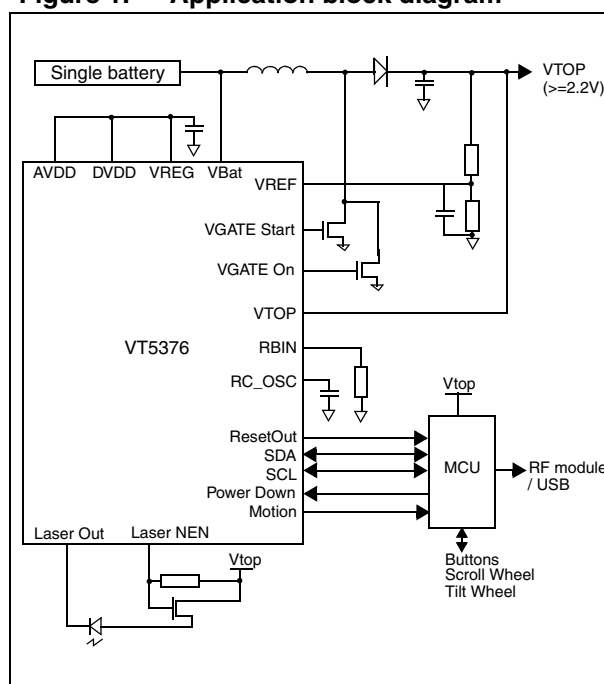 Figure 1. Application block diagram
Single battery
VTOP
(>=2.2V)
AVDD DVDD VREG VBat
VREF
VGATE Start
VGATE On
VTOP
VT5376
RBIN
RC_OSC
Vtop
ResetOut
SDA
SCL
Power Down
Motion
MCU
RF module
/ USB
Laser Out Laser NEN
Vtop
Buttons
Scroll Wheel
Tilt Wheel